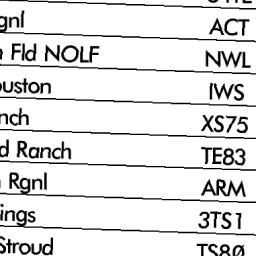 gnl ACT
Fld NOLF NWL
ouston IWS
nch XS75
d Ranch TE83
Rgnl ARM
ings 3TS1
Stroud TS80